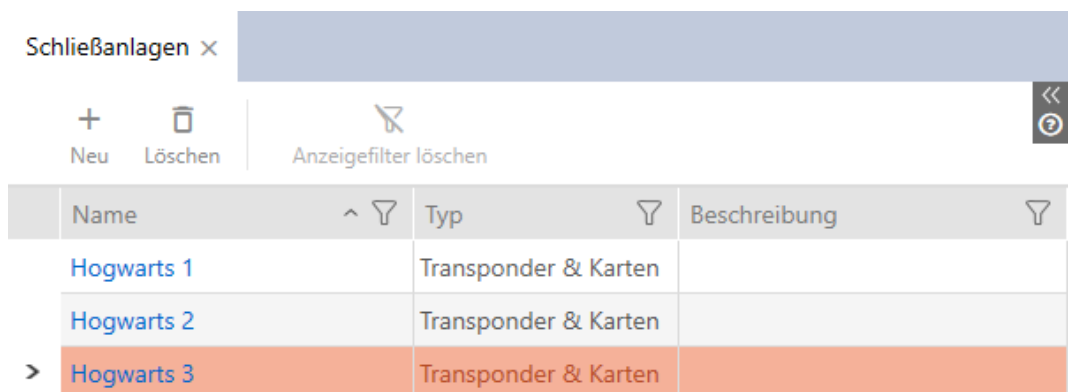 Schließanlagen
Neu Löschen Anzeigefilter löschen
Name Typ Beschreibung
Hogwarts 1 Transponder & Karten
Hogwarts 2 Transponder & Karten
Hogwarts 3 Transponder & Karten